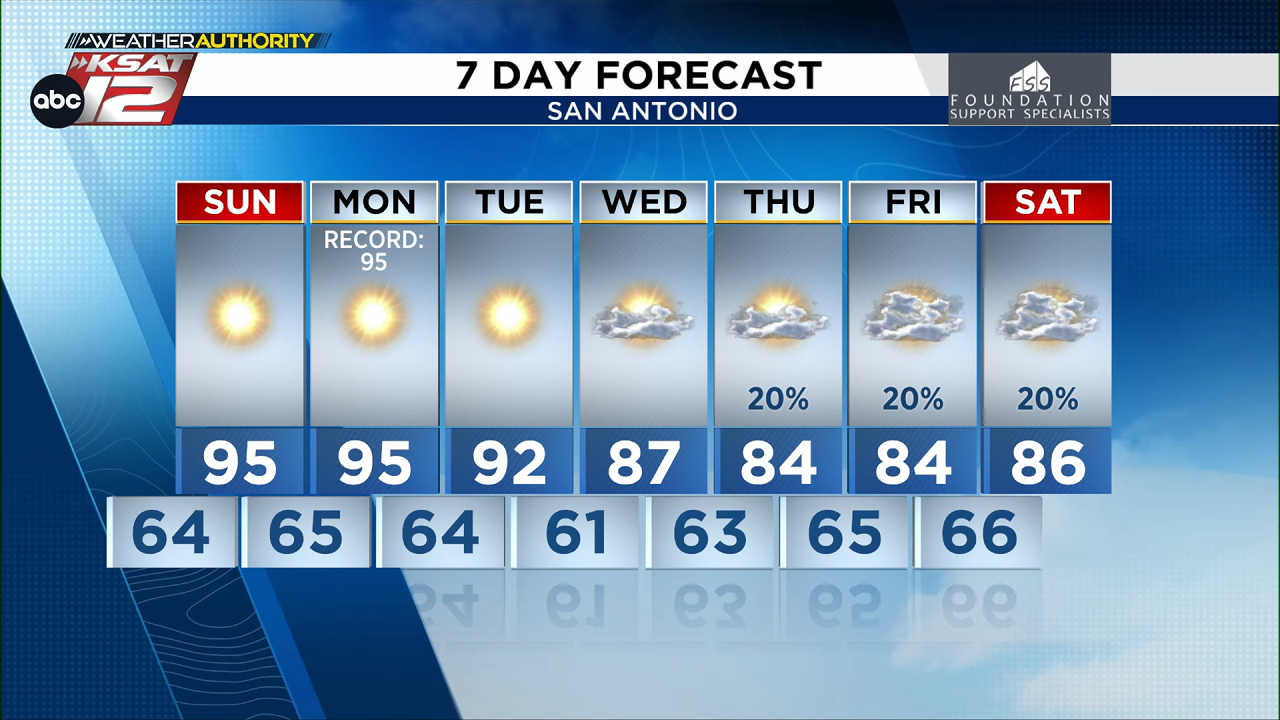 WEATHERAUTHORITY
KSAT
abc 12
7 DAY FORECAST
SAN ANTONIO
FSS
FOUNDATION
SUPPORT SPECIALISTS
SUN MON TUE WED THU FRI SAT
RECORD:
95
20% 20% 20%
95 95 92 87 84 84 86
64 65 64 61 63 65 66